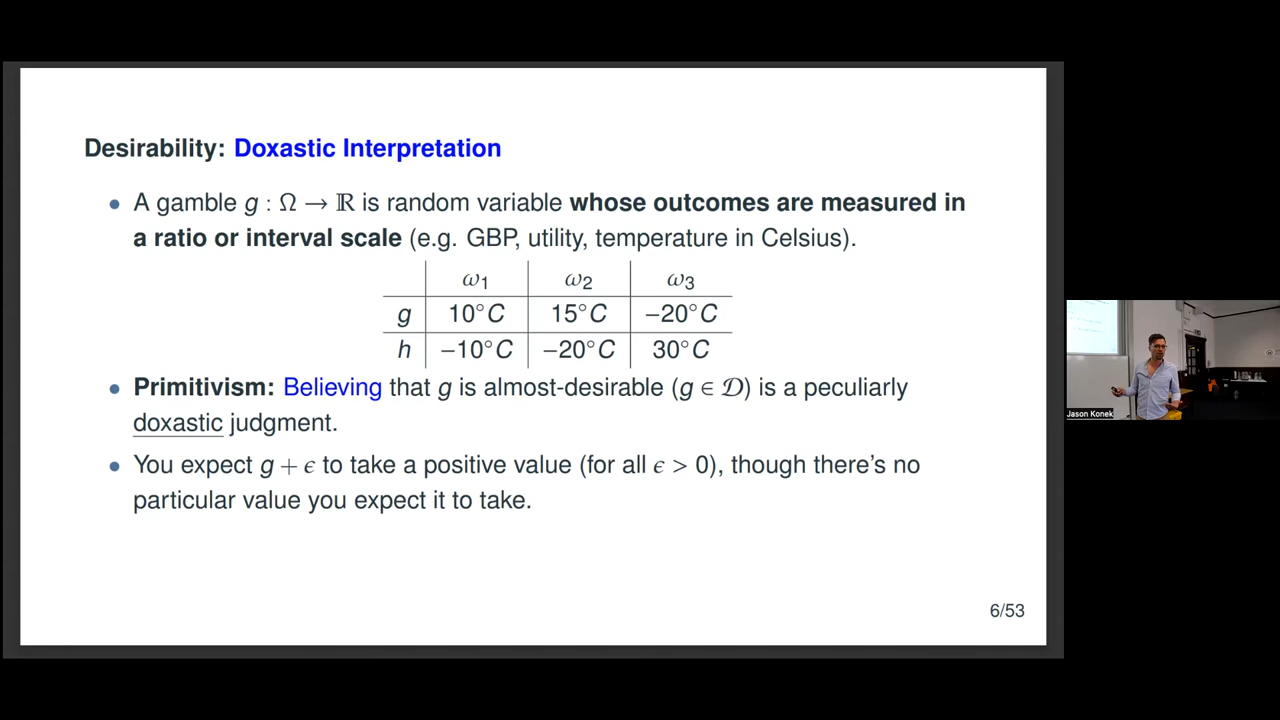 Desirability: Doxastic Interpretation
• A gamble g : Ω → ℝ is random variable whose outcomes are measured in
a ratio or interval scale (e.g. GBP, utility, temperature in Celsius).
ω1 ω2 ω3
g 10°C 15°C −20°C
h −10°C −20°C 30°C
• Primitivism: Believing that g is almost-desirable (g ∈ 𝒟) is a peculiarly
doxastic judgment.
• You expect g + ϵ to take a positive value (for all ϵ > 0), though there's no
particular value you expect it to take.
6/53
Jason Konek